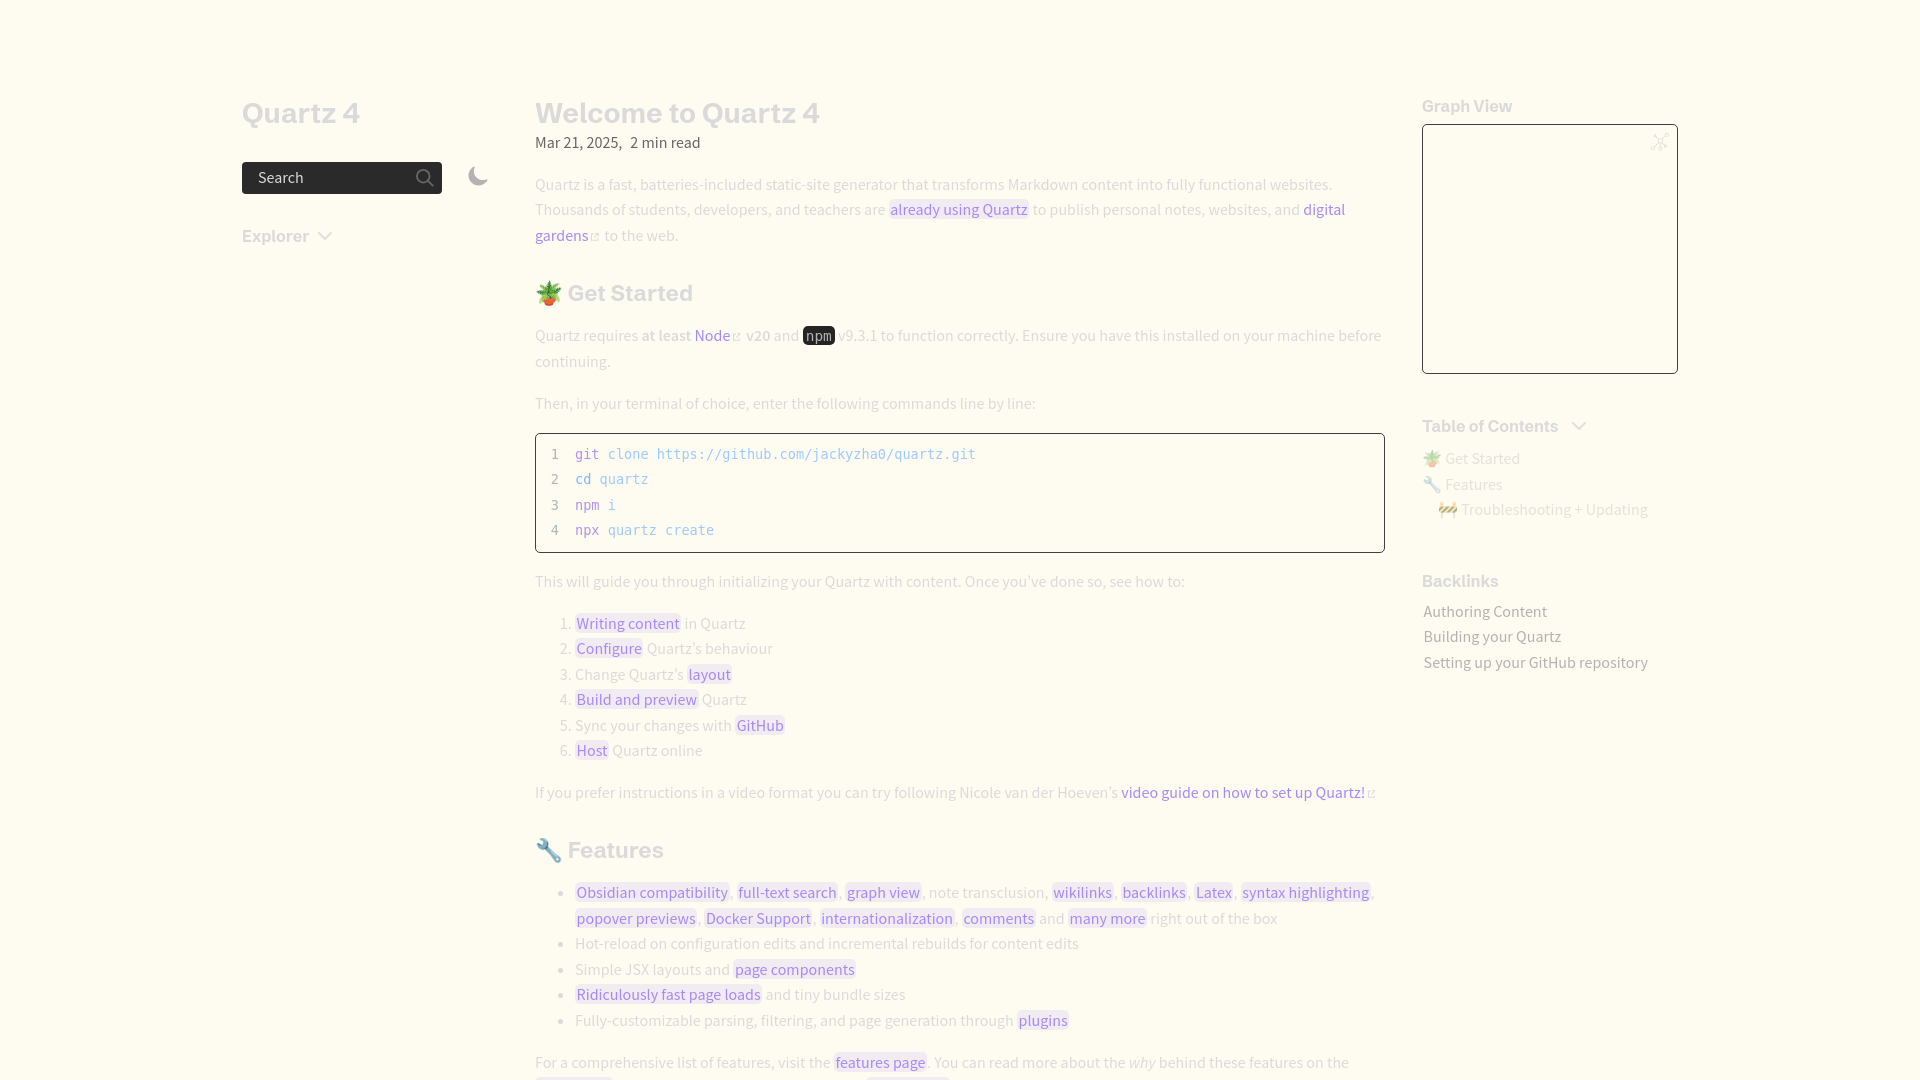 Quartz 4
Search
Explorer
Welcome to Quartz 4
Mar 21, 2025, 2 min read
Quartz is a fast, batteries-included static-site generator that transforms Markdown content into fully functional websites.
Thousands of students, developers, and teachers are already using Quartz to publish personal notes, websites, and digital
gardens to the web.
🪴 Get Started
Quartz requires at least Node v20 and npm v9.3.1 to function correctly. Ensure you have this installed on your machine before
continuing.
Then, in your terminal of choice, enter the following commands line by line:
1 git clone https://github.com/jackyzha0/quartz.git
2 cd quartz
3 npm i
4 npx quartz create
This will guide you through initializing your Quartz with content. Once you’ve done so, see how to:
1. Writing content in Quartz
2. Configure Quartz’s behaviour
3. Change Quartz’s layout
4. Build and preview Quartz
5. Sync your changes with GitHub
6. Host Quartz online
If you prefer instructions in a video format you can try following Nicole van der Hoeven’s video guide on how to set up Quartz!
🔧 Features
• Obsidian compatibility, full-text search, graph view, note transclusion, wikilinks, backlinks, Latex, syntax highlighting,
popover previews, Docker Support, internationalization, comments and many more right out of the box
• Hot-reload on configuration edits and incremental rebuilds for content edits
• Simple JSX layouts and page components
• Ridiculously fast page loads and tiny bundle sizes
• Fully-customizable parsing, filtering, and page generation through plugins
For a comprehensive list of features, visit the features page. You can read more about the why behind these features on the
Graph View
Table of Contents
🪴 Get Started
🔧 Features
🚧 Troubleshooting + Updating
Backlinks
Authoring Content
Building your Quartz
Setting up your GitHub repository